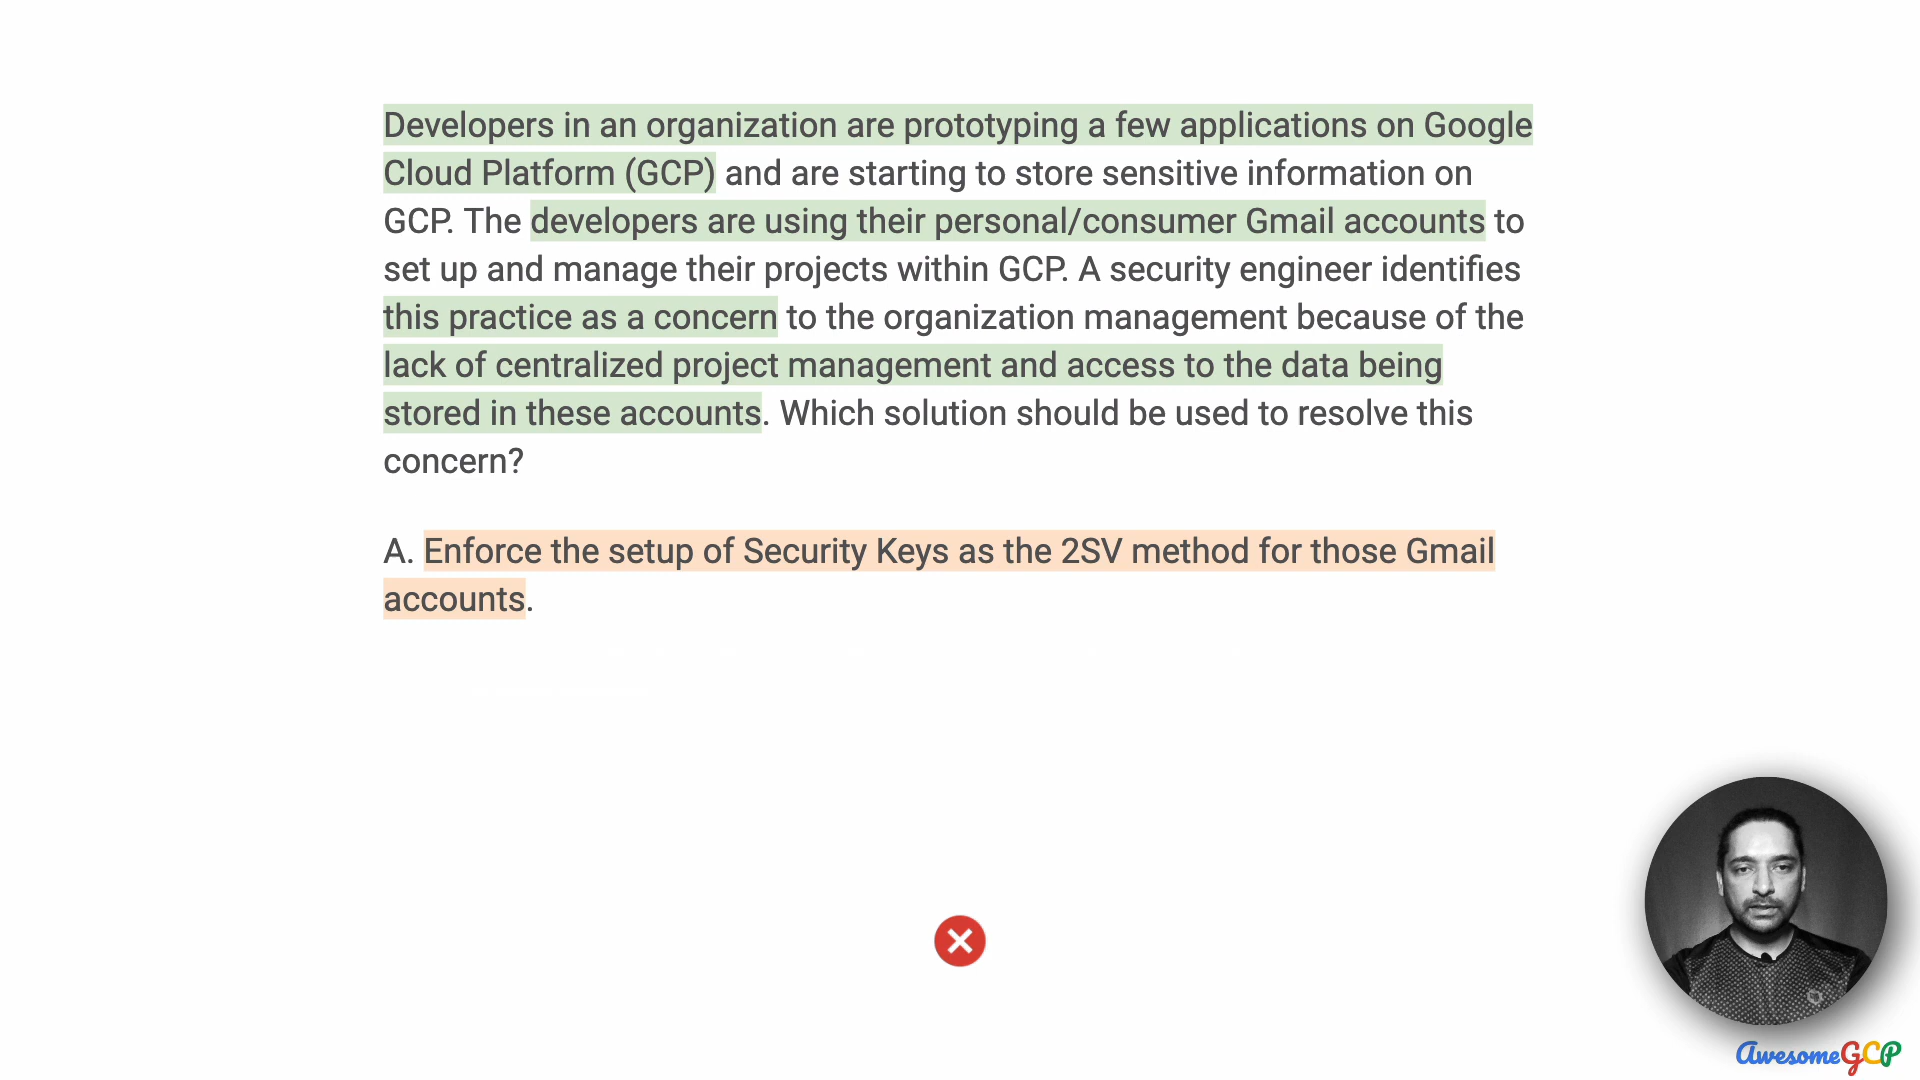 Developers in an organization are prototyping a few applications on Google
Cloud Platform (GCP) and are starting to store sensitive information on
GCP. The developers are using their personal/consumer Gmail accounts to
set up and manage their projects within GCP. A security engineer identifies
this practice as a concern to the organization management because of the
lack of centralized project management and access to the data being
stored in these accounts. Which solution should be used to resolve this
concern?
A. Enforce the setup of Security Keys as the 2SV method for those Gmail
accounts.
AwesomeGCP